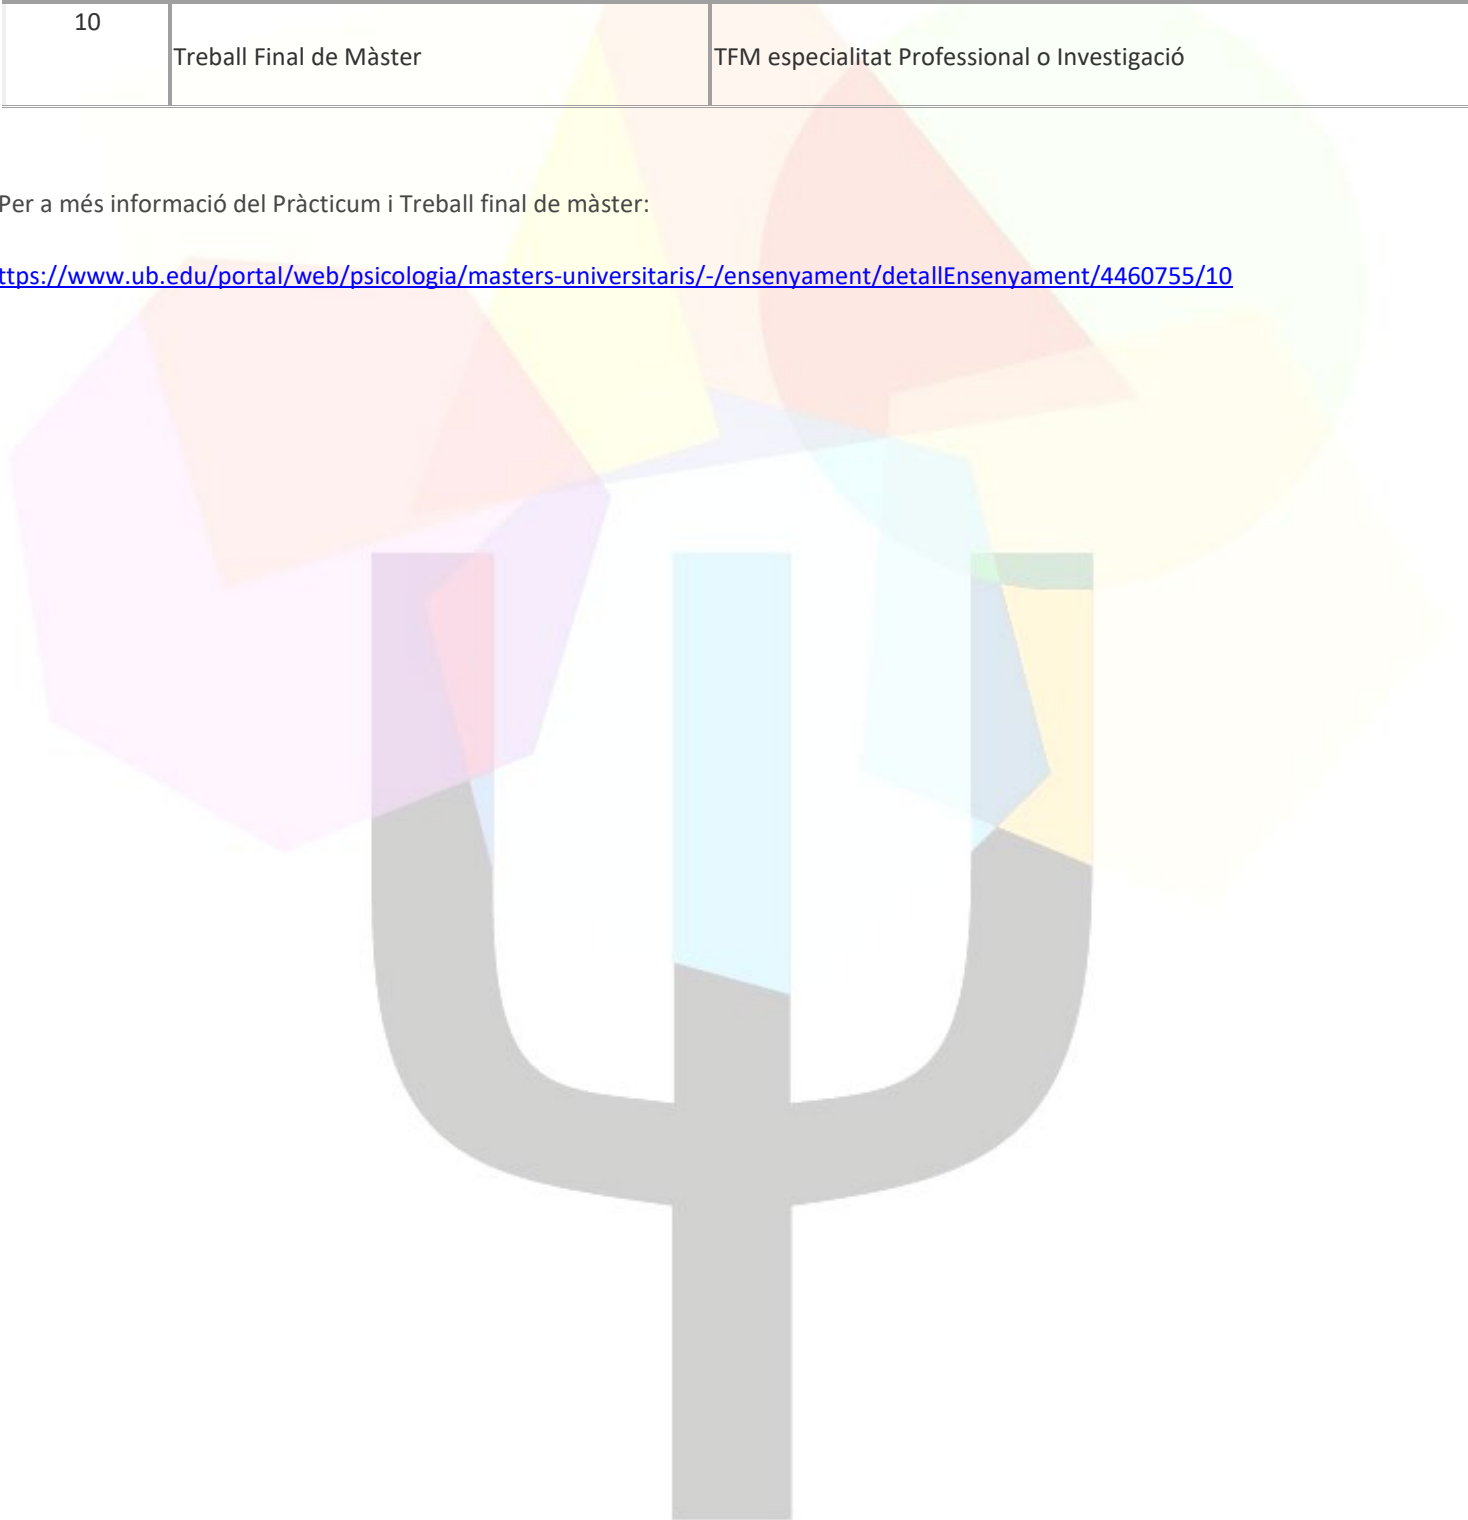 10
Treball Final de Màster
TFM especialitat Professional o Investigació
Per a més informació del Pràcticum i Treball final de màster:
ttps://www.ub.edu/portal/web/psicologia/masters-universitaris/-/ensenyament/detallEnsenyament/4460755/10